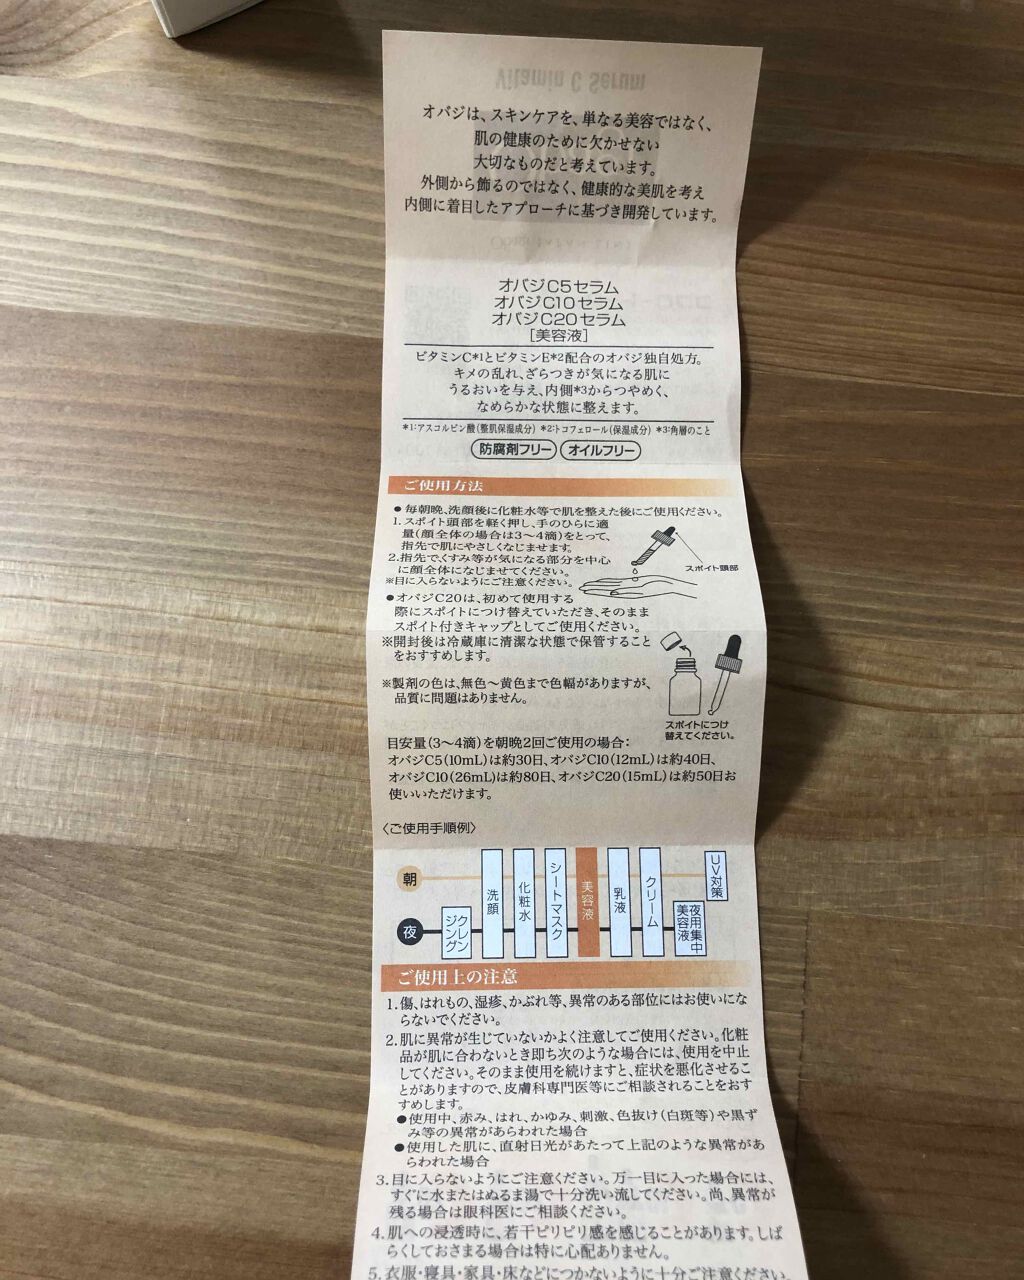 オバジは、スキンケアを、単なる美容ではなく、
肌の健康のために欠かせない
大切なものだと考えています。
外側から飾るのではなく、健康的な美肌を考え
内側に着目したアプローチに基づき開発しています。
オバジC5セラム
オバジC10セラム
オバジC20セラム
[美容液]
ビタミンC*1とビタミンE*2配合のオバジ独自処方。
キメの乱れ、ざらつきが気になる肌に
うるおいを与え、内側*3からつやめく、
なめらかな状態に整えます。
*1:アスコルビン酸(整肌保湿成分) *2:トコフェロール(保湿成分) *3:角層のこと
防腐剤フリー オイルフリー
ご使用方法
●毎朝晩、洗顔後に化粧水等で肌を整えた後にご使用ください。
1.スポイト頭部を軽く押し、手のひらに適
量(顔全体の場合は3〜4滴)をとって、
指先で肌にやさしくなじませます。
2.指先でくすみ等が気になる部分を中心
に顔全体になじませてください。
※目に入らないようにご注意ください。
スポイト頭部
●オバジC20は、初めて使用する
際にスポイトにつけ替えていただき、そのまま
スポイト付きキャップとしてご使用ください。
※開封後は冷蔵庫に清潔な状態で保管すること
をおすすめします。
※製剤の色は、無色〜黄色まで色幅がありますが、
品質に問題はありません。
スポイトにつけ
替えてください。
目安量(3〜4滴)を朝晩2回ご使用の場合:
オバジC5(10mL)は約30日、オバジC10(12mL)は約40日、
オバジC10(26mL)は約80日、オバジC20(15mL)は約50日お
使いいただけます。
〈ご使用手順例〉
朝
夜
クレンジング
洗顔
化粧水
シートマスク
美容液
乳液
クリーム
夜用集中美容液
UV対策
ご使用上の注意
1.傷、はれもの、湿疹、かぶれ等、異常のある部位にはお使いにな
らないでください。
2.肌に異常が生じていないかよく注意してご使用ください。化粧
品が肌に合わないとき即ち次のような場合には、使用を中止
してください。そのまま使用を続けますと、症状を悪化させるこ
とがありますので、皮膚科専門医等にご相談されることをおす
すめします。
●使用中、赤み、はれ、かゆみ、刺激、色抜け(白斑等)や黒ず
み等の異常があらわれた場合
●使用した肌に、直射日光があたって上記のような異常があ
らわれた場合
3.目に入らないようにご注意ください。万一目に入った場合には、
すぐに水またはぬるま湯で十分洗い流してください。尚、異常が
残る場合は眼科医にご相談ください。
4.肌への浸透時に、若干ピリピリ感を感じることがあります。しば
らくしておさまる場合は特に心配ありません。
5.衣服・寝具・家具・床などにつかないように十分ご注意ください。